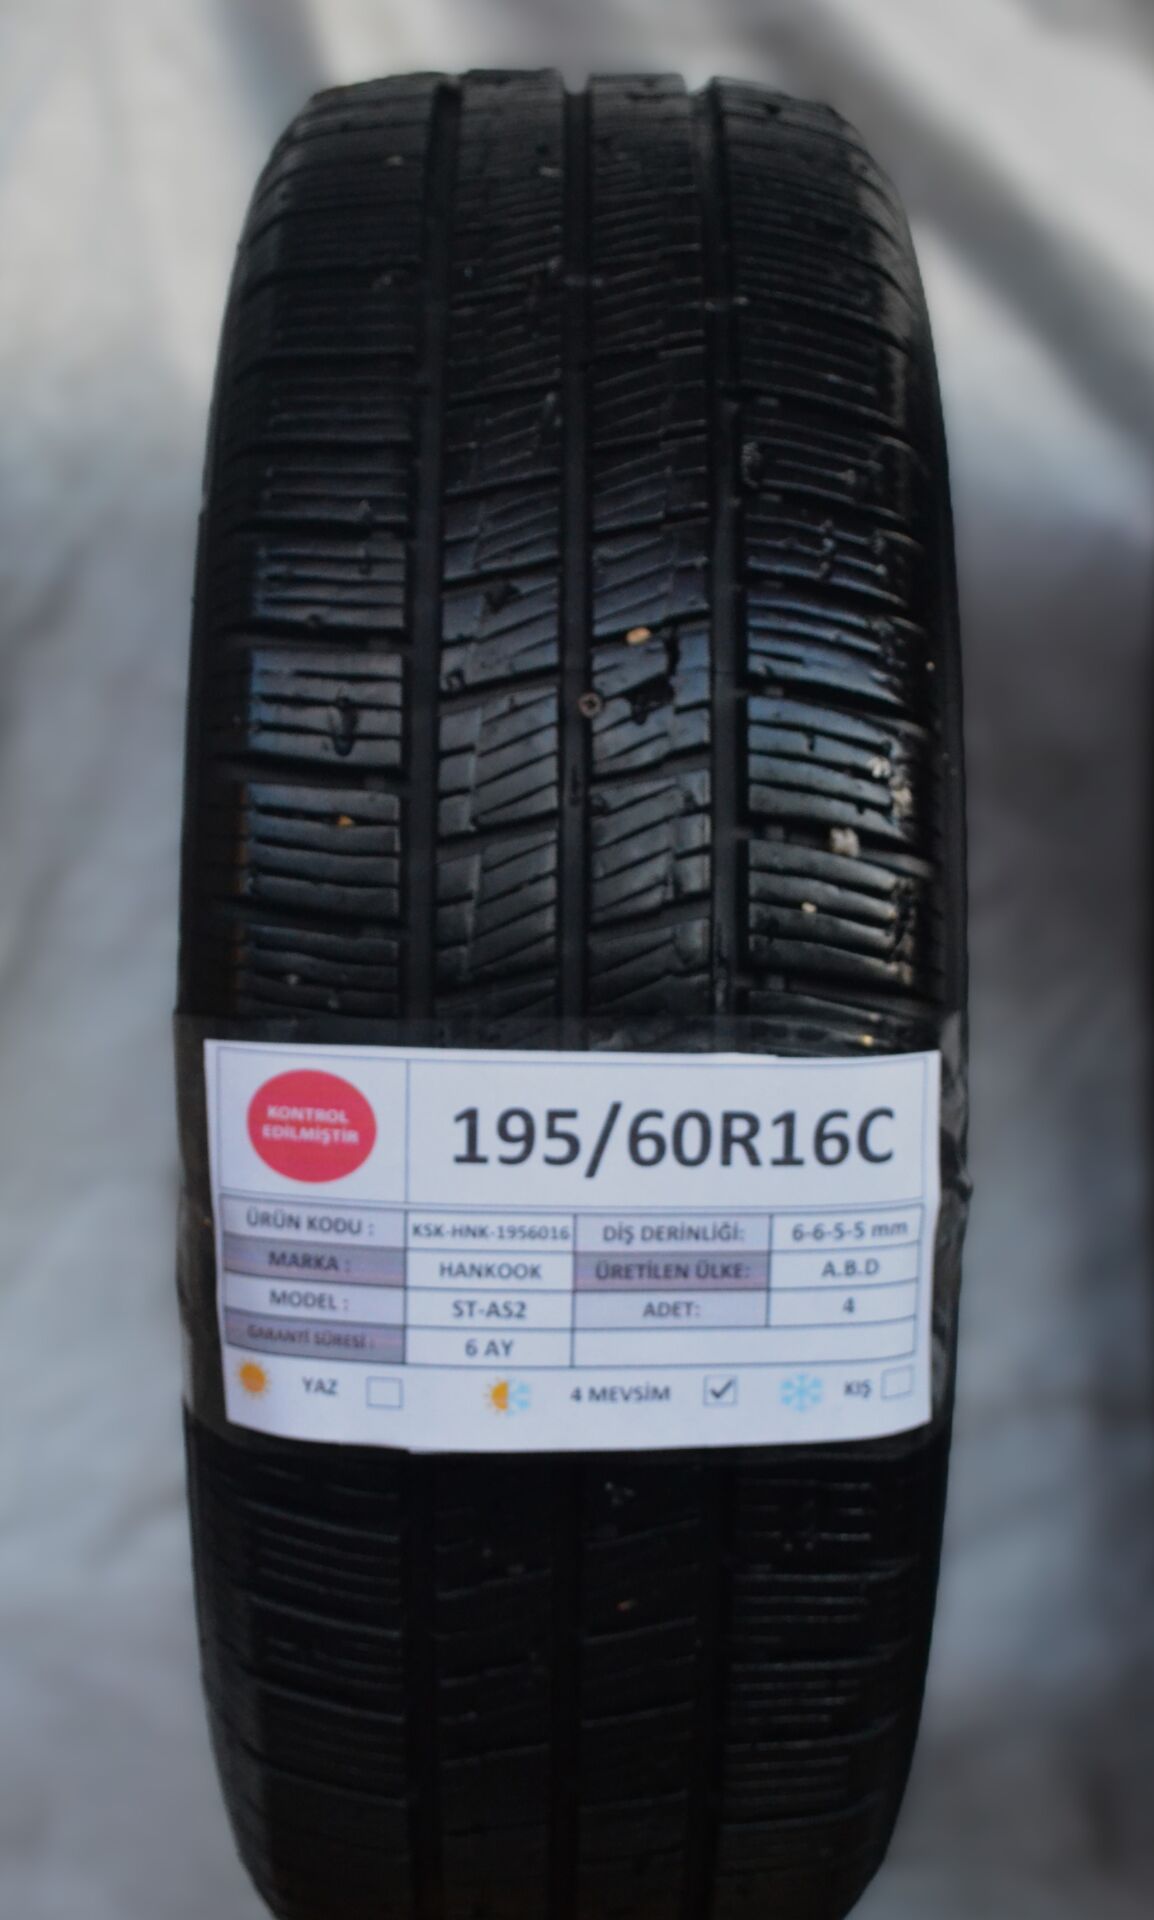 KONTROL
EDİLMİŞTİR
195/60R16C
ÜRÜN KODU : KSK-HNK-1956016 DİŞ DERİNLİĞİ: 6-6-5-5 mm
MARKA : HANKOOK ÜRETİLEN ÜLKE: A.B.D
MODEL : ST-AS2 ADET: 4
GARANTİ SÜRESİ : 6 AY
YAZ 4 MEVSİM KIŞ